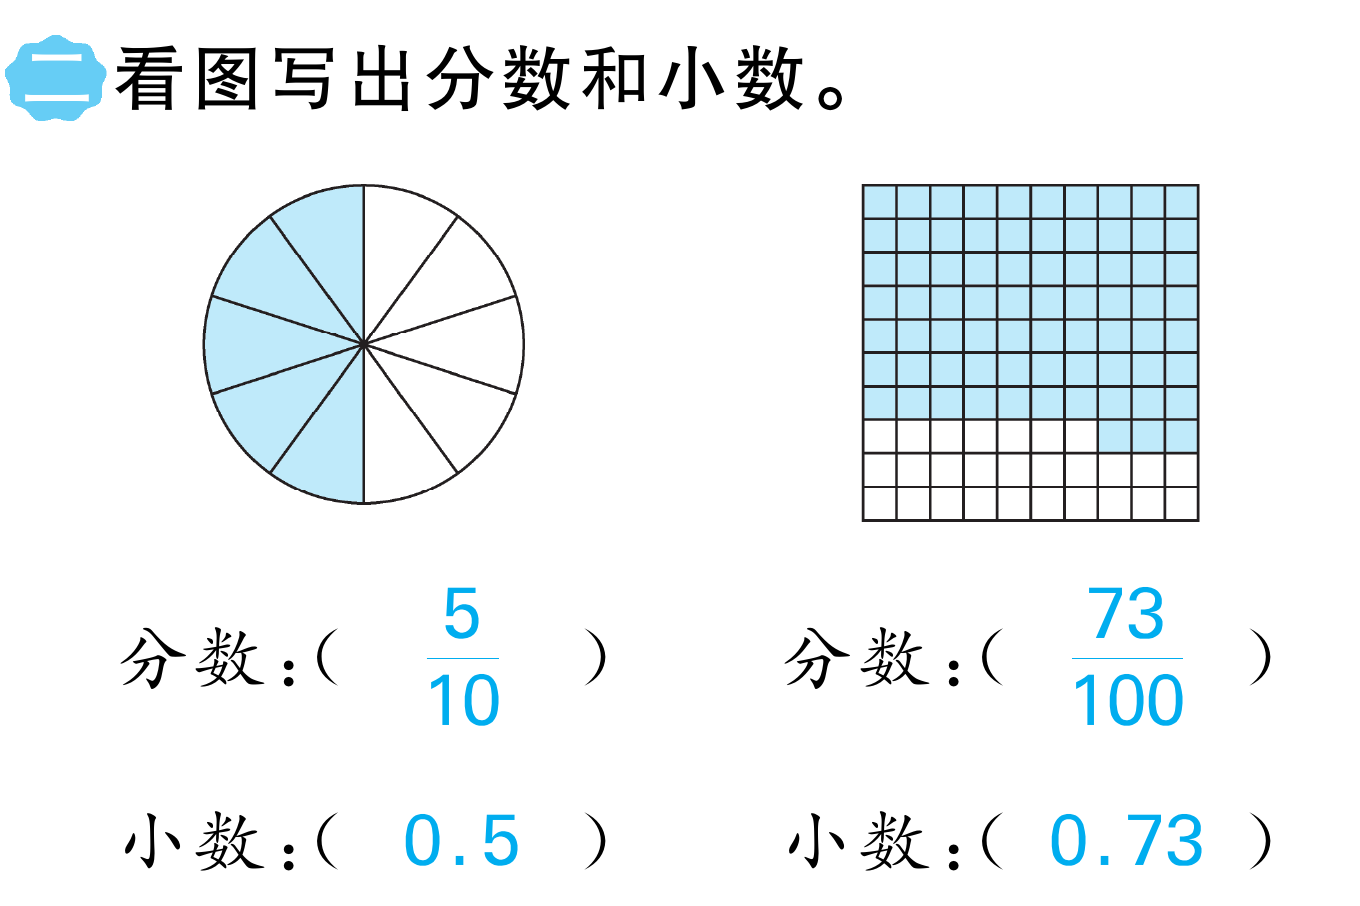 二 看图写出分数和小数。
分数：（ 5/10 ） 分数：（ 73/100 ）
小数：（ 0.5 ） 小数：（ 0.73 ）